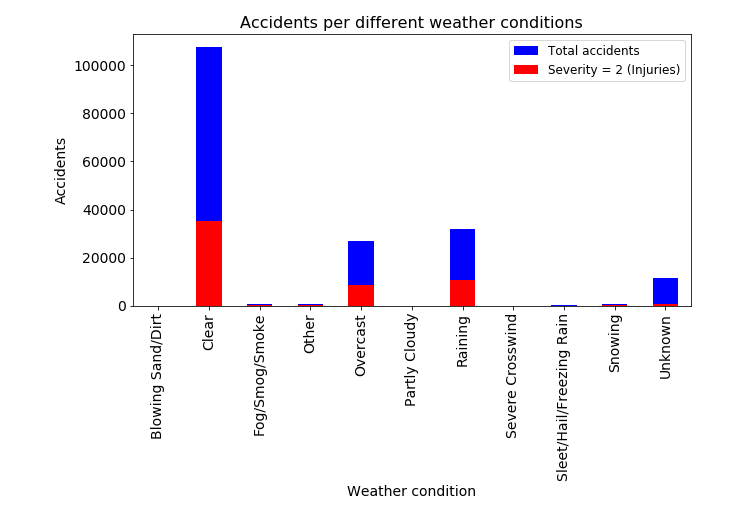 Accidents per different weather conditions
Total accidents
Severity = 2 (Injuries)
Accidents
100000
80000
60000
40000
20000
0
Blowing Sand/Dirt
Clear
Fog/Smog/Smoke
Other
Overcast
Partly Cloudy
Raining
Severe Crosswind
Sleet/Hail/Freezing Rain
Snowing
Unknown
Weather condition